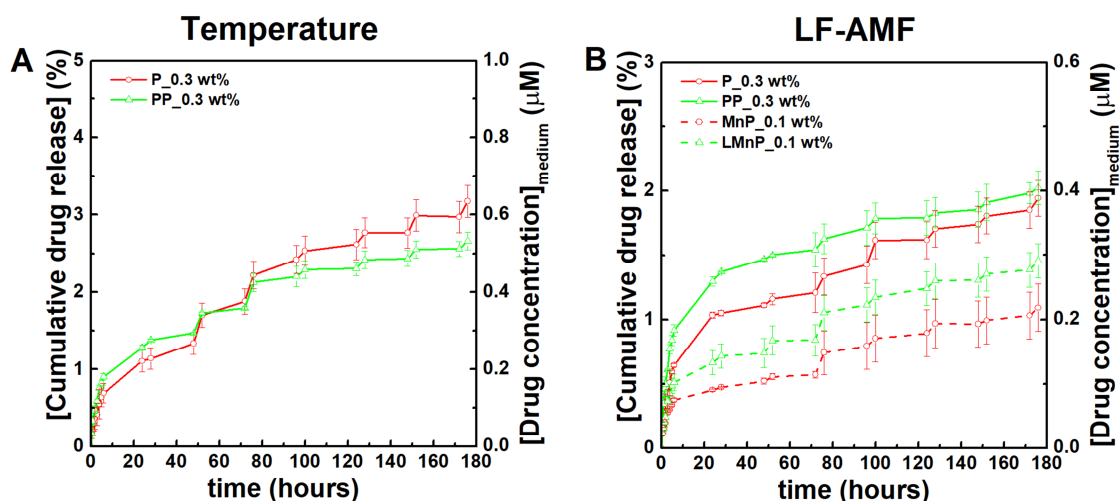 Temperature
A
[Cumulative drug release] (%)
5
4
3
2
1
0
P_0.3 wt%
PP_0.3 wt%
1.0
0.8
0.6
0.4
0.2
0.0
[Drug concentration]medium (μM)
0 20 40 60 80 100 120 140 160 180
time (hours)
LF-AMF
B
[Cumulative drug release] (%)
3
2
1
0
P_0.3 wt%
PP_0.3 wt%
MnP_0.1 wt%
LMnP_0.1 wt%
0.6
0.4
0.2
0.0
[Drug concentration]medium (μM)
0 20 40 60 80 100 120 140 160 180
time (hours)